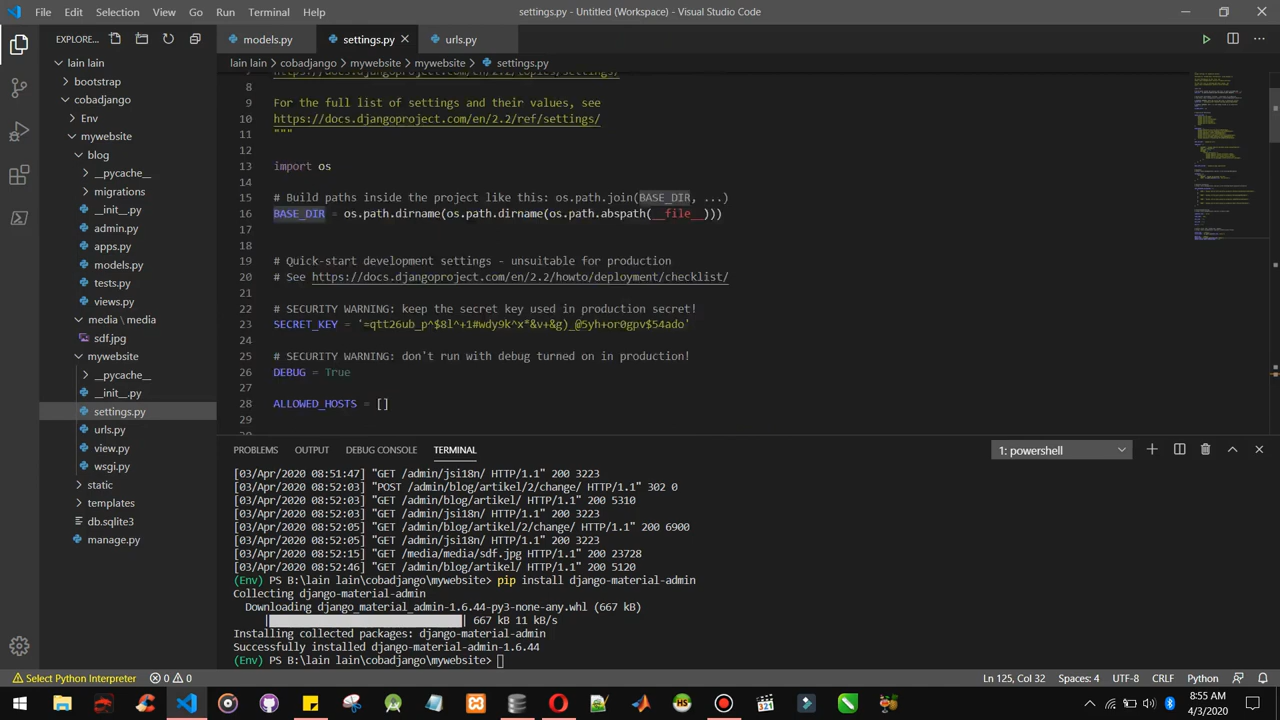 File Edit Selection View Go Run Terminal Help
settings.py - Untitled (Workspace) - Visual Studio Code
EXPLORE...
models.py
settings.py
urls.py
lain lain > cobadjango > mywebsite > mywebsite > settings.py
lain lain
bootstrap
cobadjango
Env
mywebsite
blog
__pycache__
migrations
__init__.py
admin.py
apps.py
models.py
tests.py
views.py
media \ media
sdf.jpg
mywebsite
__pycache__
__init__.py
settings.py
urls.py
view.py
wsgi.py
static
templates
db.sqlite3
manage.py
https://docs.djangoproject.com/en/2.2/topics/settings/
8
9 For the full list of settings and their values, see
10 https://docs.djangoproject.com/en/2.2/ref/settings/
11 """
12
13 import os
14
15 # Build paths inside the project like this: os.path.join(BASE_DIR, ...)
16 BASE_DIR = os.path.dirname(os.path.dirname(os.path.abspath(__file__)))
17
18
19 # Quick-start development settings - unsuitable for production
20 # See https://docs.djangoproject.com/en/2.2/howto/deployment/checklist/
21
22 # SECURITY WARNING: keep the secret key used in production secret!
23 SECRET_KEY = '=qtt26ub_p^$8l^+1#wdy9k^x*&v+&g)_@5yh+or0gpv$54ado'
24
25 # SECURITY WARNING: don't run with debug turned on in production!
26 DEBUG = True
27
28 ALLOWED_HOSTS = []
29
PROBLEMS OUTPUT DEBUG CONSOLE TERMINAL
1: powershell
[03/Apr/2020 08:51:47] "GET /admin/jsi18n/ HTTP/1.1" 200 3223
[03/Apr/2020 08:52:03] "POST /admin/blog/artikel/2/change/ HTTP/1.1" 302 0
[03/Apr/2020 08:52:03] "GET /admin/blog/artikel/ HTTP/1.1" 200 5310
[03/Apr/2020 08:52:03] "GET /admin/jsi18n/ HTTP/1.1" 200 3223
[03/Apr/2020 08:52:05] "GET /admin/blog/artikel/2/change/ HTTP/1.1" 200 6900
[03/Apr/2020 08:52:05] "GET /admin/jsi18n/ HTTP/1.1" 200 3223
[03/Apr/2020 08:52:15] "GET /media/media/sdf.jpg HTTP/1.1" 200 23728
[03/Apr/2020 08:52:46] "GET /admin/blog/artikel/ HTTP/1.1" 200 5120
(Env) PS B:\lain lain\cobadjango\mywebsite> pip install django-material-admin
Collecting django-material-admin
Downloading django_material_admin-1.6.44-py3-none-any.whl (667 kB)
| | 667 kB 11 kB/s
Installing collected packages: django-material-admin
Successfully installed django-material-admin-1.6.44
(Env) PS B:\lain lain\cobadjango\mywebsite>
Select Python Interpreter 0 0
Ln 125, Col 32 Spaces: 4 UTF-8 CRLF Python
8:55 AM
4/3/2020